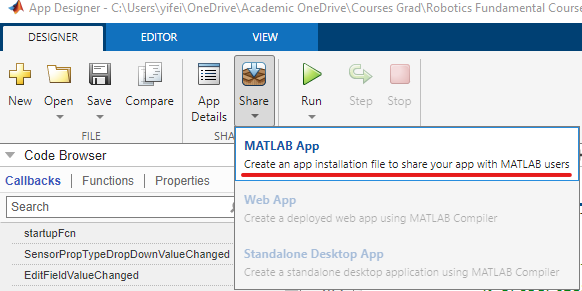 App Designer - C:\Users\yifei\OneDrive\Academic OneDrive\Courses Grad\Robotics Fundamental Course
DESIGNER EDITOR VIEW
New Open Save Compare App Details Share Run Step Stop
FILE
Code Browser
MATLAB App
Create an app installation file to share your app with MATLAB users
Callbacks Functions Properties
Web App
Create a deployed web app using MATLAB Compiler
Search
startupFcn
SensorPropTypeDropDownValueChanged
Standalone Desktop App
Create a standalone desktop application using MATLAB Compiler
EditFieldValueChanged